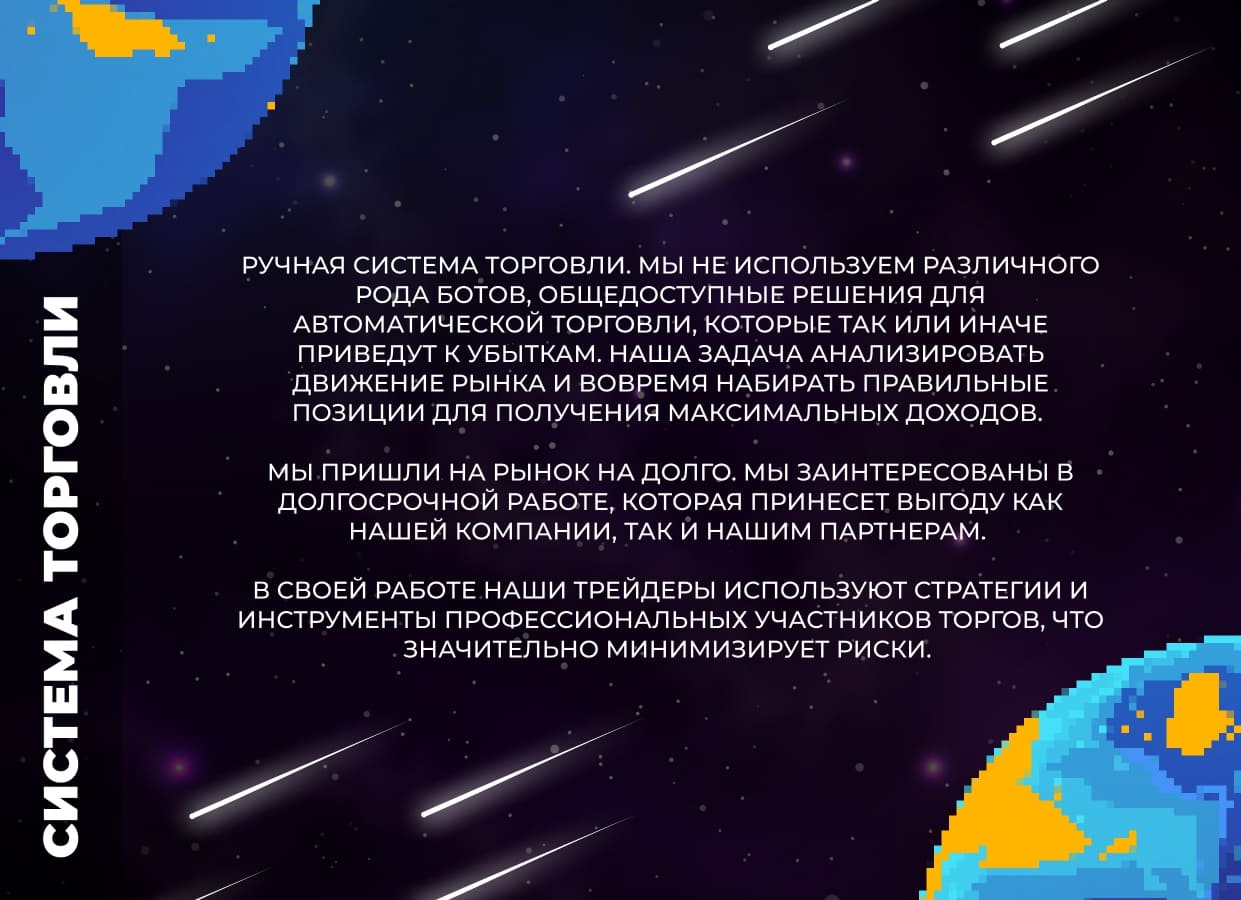 СИСТЕМА ТОРГОВЛИ
РУЧНАЯ СИСТЕМА ТОРГОВЛИ. МЫ НЕ ИСПОЛЬЗУЕМ РАЗЛИЧНОГО
РОДА БОТОВ, ОБЩЕДОСТУПНЫЕ РЕШЕНИЯ ДЛЯ
АВТОМАТИЧЕСКОЙ ТОРГОВЛИ, КОТОРЫЕ ТАК ИЛИ ИНАЧЕ
ПРИВЕДУТ К УБЫТКАМ. НАША ЗАДАЧА АНАЛИЗИРОВАТЬ
ДВИЖЕНИЕ РЫНКА И ВОВРЕМЯ НАБИРАТЬ ПРАВИЛЬНЫЕ
ПОЗИЦИИ ДЛЯ ПОЛУЧЕНИЯ МАКСИМАЛЬНЫХ ДОХОДОВ.
МЫ ПРИШЛИ НА РЫНОК НА ДОЛГО. МЫ ЗАИНТЕРЕСОВАНЫ В
ДОЛГОСРОЧНОЙ РАБОТЕ, КОТОРАЯ ПРИНЕСЕТ ВЫГОДУ КАК
НАШЕЙ КОМПАНИИ, ТАК И НАШИМ ПАРТНЕРАМ.
В СВОЕЙ РАБОТЕ НАШИ ТРЕЙДЕРЫ ИСПОЛЬЗУЮТ СТРАТЕГИИ И
ИНСТРУМЕНТЫ ПРОФЕССИОНАЛЬНЫХ УЧАСТНИКОВ ТОРГОВ, ЧТО
ЗНАЧИТЕЛЬНО МИНИМИЗИРУЕТ РИСКИ.